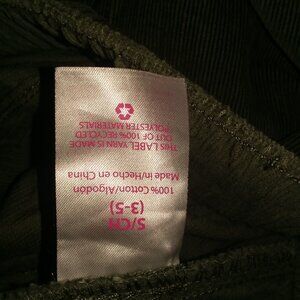 S/CH
(3-5)
100% Cotton/Algodón
Made in/Hecho en China
THIS LABEL YARN IS MADE
OUT OF 100% RECYCLED
POLYESTER MATERIALS